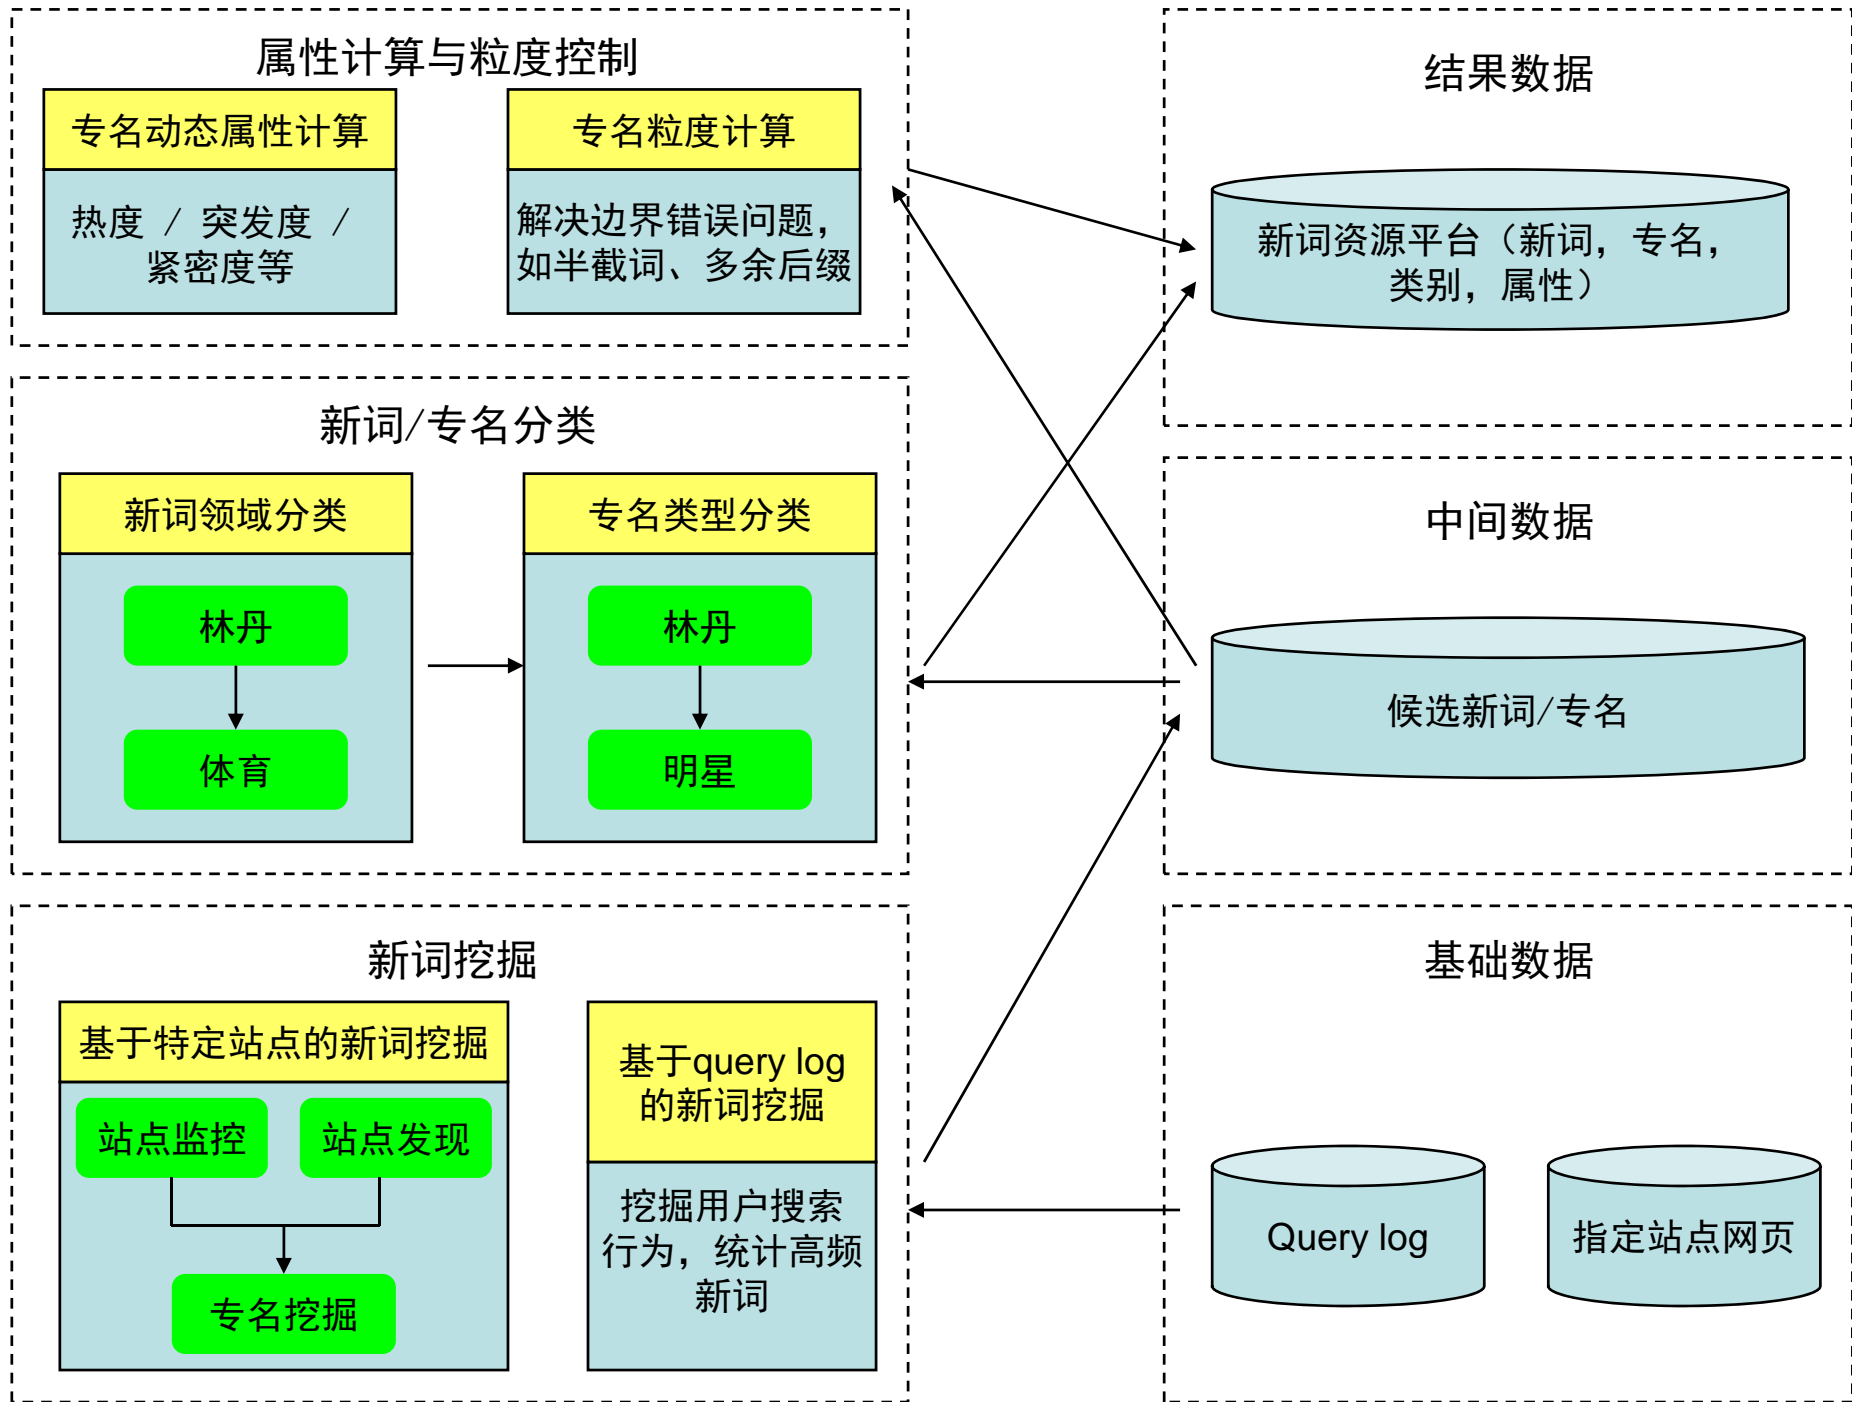 属性计算与粒度控制
专名动态属性计算
热度 / 突发度 /
紧密度等
专名粒度计算
解决边界错误问题，
如半截词、多余后缀
结果数据
新词资源平台（新词，专名，
类别，属性）
新词/专名分类
新词领域分类
林丹
体育
专名类型分类
林丹
明星
中间数据
候选新词/专名
新词挖掘
基于特定站点的新词挖掘
站点监控
站点发现
专名挖掘
基于query log
的新词挖掘
挖掘用户搜索
行为，统计高频
新词
基础数据
Query log
指定站点网页